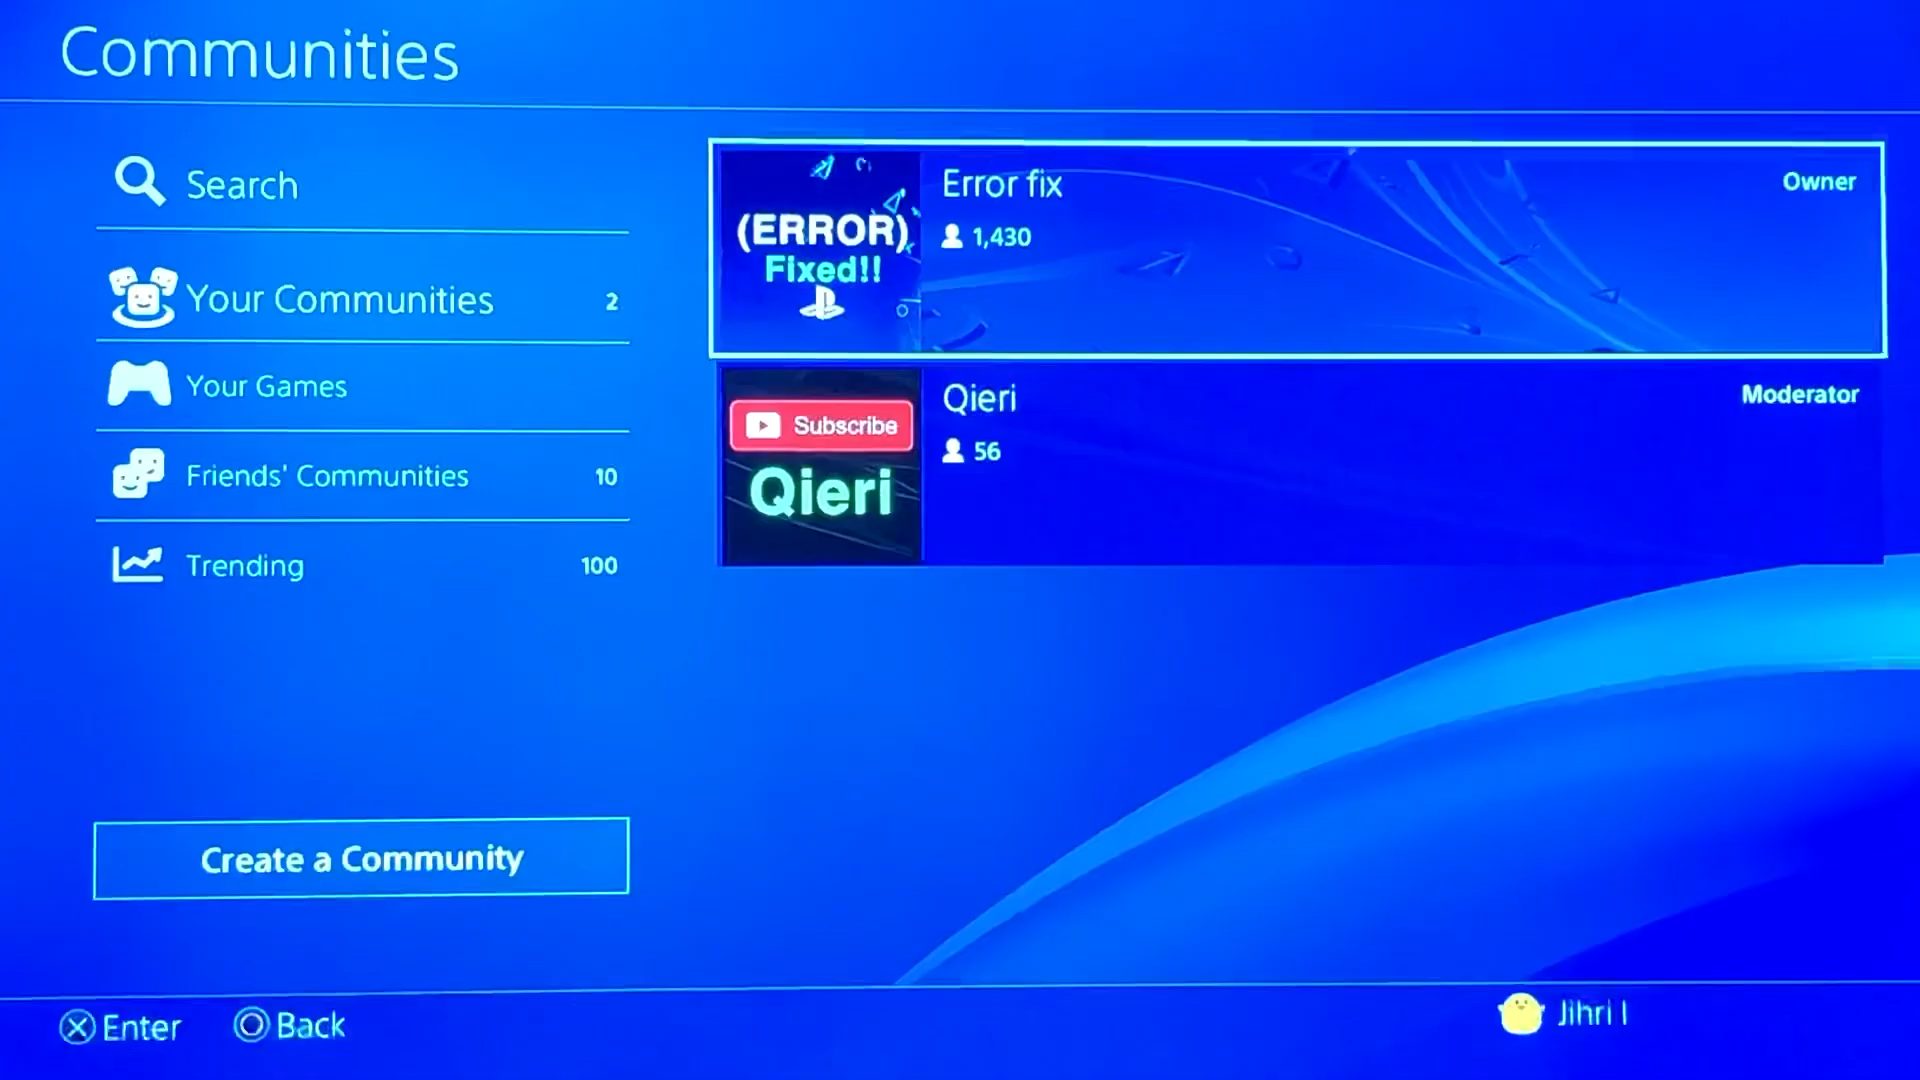 Communities
Search
Your Communities 2
Your Games
Friends' Communities 10
Trending 100
Create a Community
(ERROR)
Fixed!!
Error fix
Owner
1,430
Subscribe
Qieri
Qieri
Moderator
56
Enter
Back
Jihri I